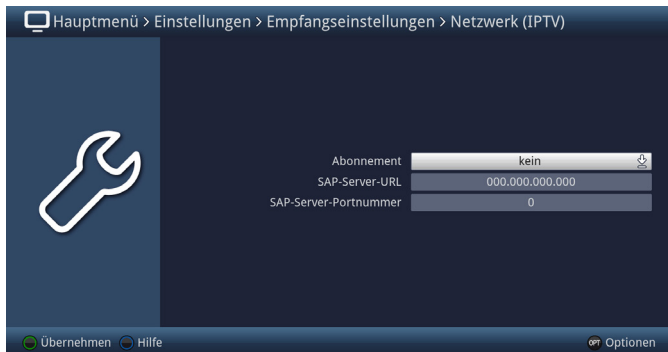 Hauptmenü > Einstellungen > Empfangseinstellungen > Netzwerk (IPTV)
Abonnement kein
SAP-Server-URL 000.000.000.000
SAP-Server-Portnummer 0
Übernehmen Hilfe OPT Optionen